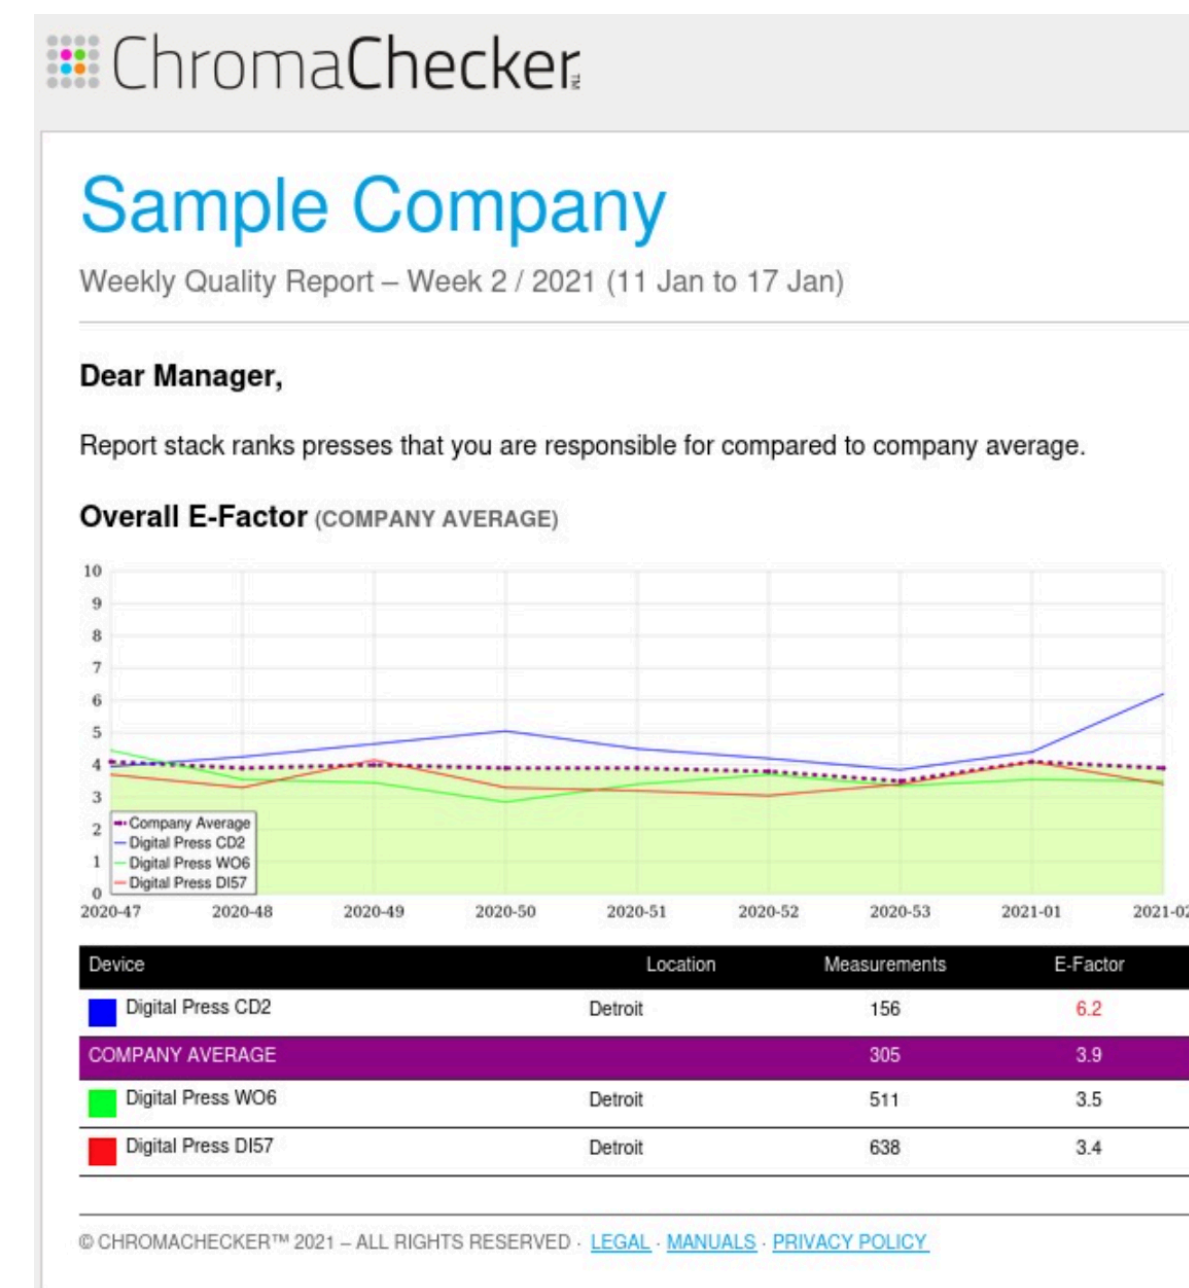 ChromaChecker™
Sample Company
Weekly Quality Report – Week 2 / 2021 (11 Jan to 17 Jan)
Dear Manager,
Report stack ranks presses that you are responsible for compared to company average.
Overall E-Factor (COMPANY AVERAGE)
10
9
8
7
6
5
4
3
2
1
0
Company Average
Digital Press CD2
Digital Press WO6
Digital Press DI57
2020-47 2020-48 2020-49 2020-50 2020-51 2020-52 2020-53 2021-01 2021-02
Device Location Measurements E-Factor
Digital Press CD2 Detroit 156 6.2
COMPANY AVERAGE 305 3.9
Digital Press WO6 Detroit 511 3.5
Digital Press DI57 Detroit 638 3.4
© CHROMACHECKER™ 2021 – ALL RIGHTS RESERVED · LEGAL · MANUALS · PRIVACY POLICY